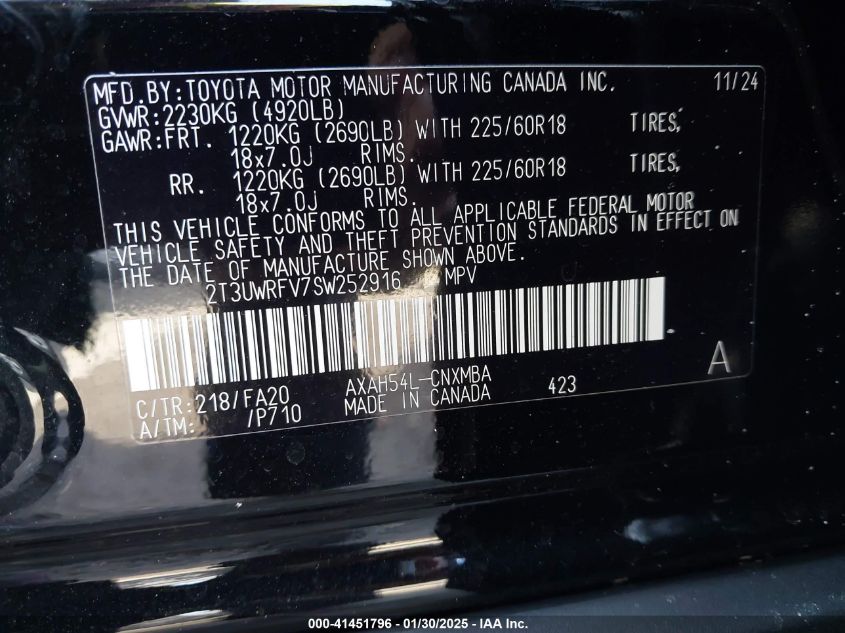 MFD.BY:TOYOTA MOTOR MANUFACTURING CANADA INC. 11/24
GVWR:2230KG (4920LB)
GAWR:FRT. 1220KG (2690LB) WITH 225/60R18 TIRES,
18x7.0J RIMS.
RR. 1220KG (2690LB) WITH 225/60R18 TIRES,
18x7.0J RIMS.
THIS VEHICLE CONFORMS TO ALL APPLICABLE FEDERAL MOTOR
VEHICLE SAFETY AND THEFT PREVENTION STANDARDS IN EFFECT ON
THE DATE OF MANUFACTURE SHOWN ABOVE.
2T3UWRFV7SW252916 MPV
A
C/TR:218/FA20 AXAH54L-CNXMBA 423
A/TM: /P710 MADE IN CANADA
000-41451796 - 01/30/2025 - IAA Inc.